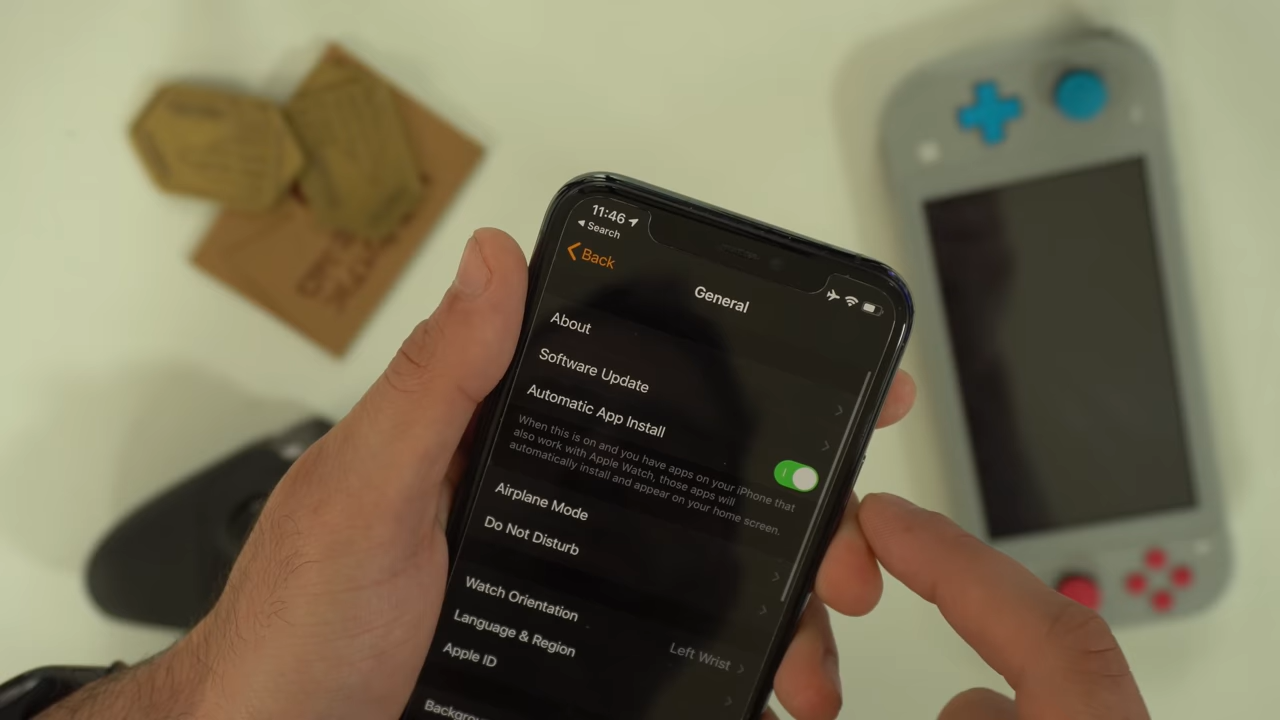 11:46
Search
Back
General
About
Software Update
Automatic App Install
When this is on and you have apps on your iPhone that
also work with Apple Watch, those apps will
automatically install and appear on your home screen.
Airplane Mode
Do Not Disturb
Watch Orientation
Left Wrist
Language & Region
Apple ID